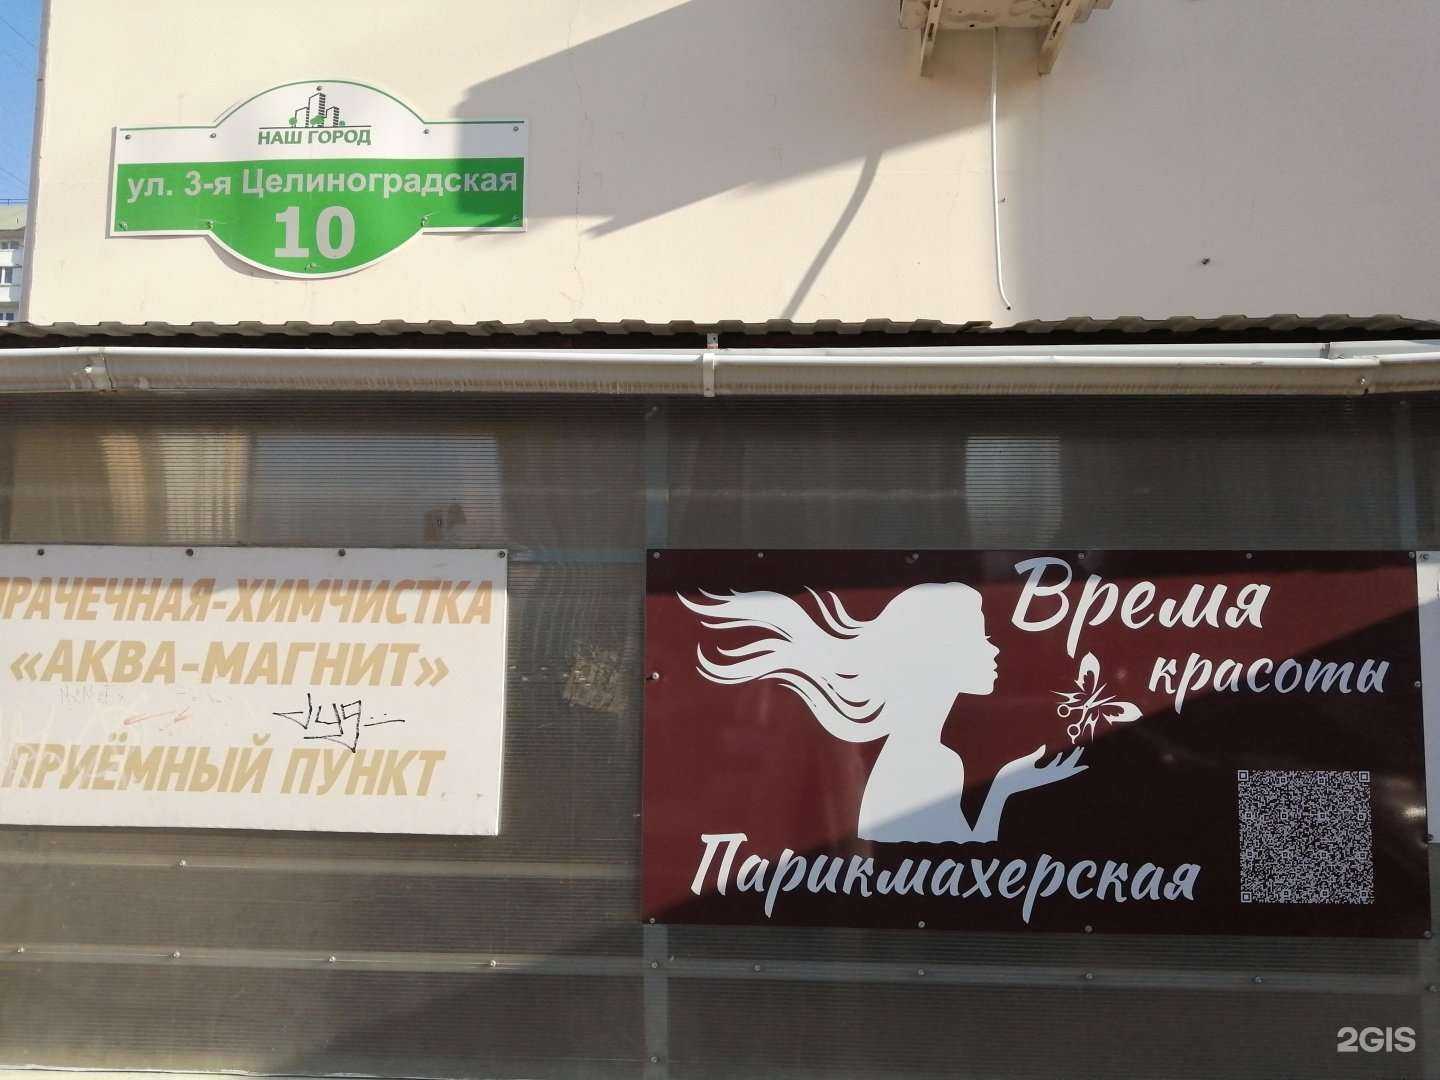 НАШ ГОРОД
ул. 3-я Целиноградская
10
ПРАЧЕЧНАЯ-ХИМЧИСТКА
«АКВА-МАГНИТ»
ПРИЁМНЫЙ ПУНКТ
Время
красоты
Парикмахерская
2GIS